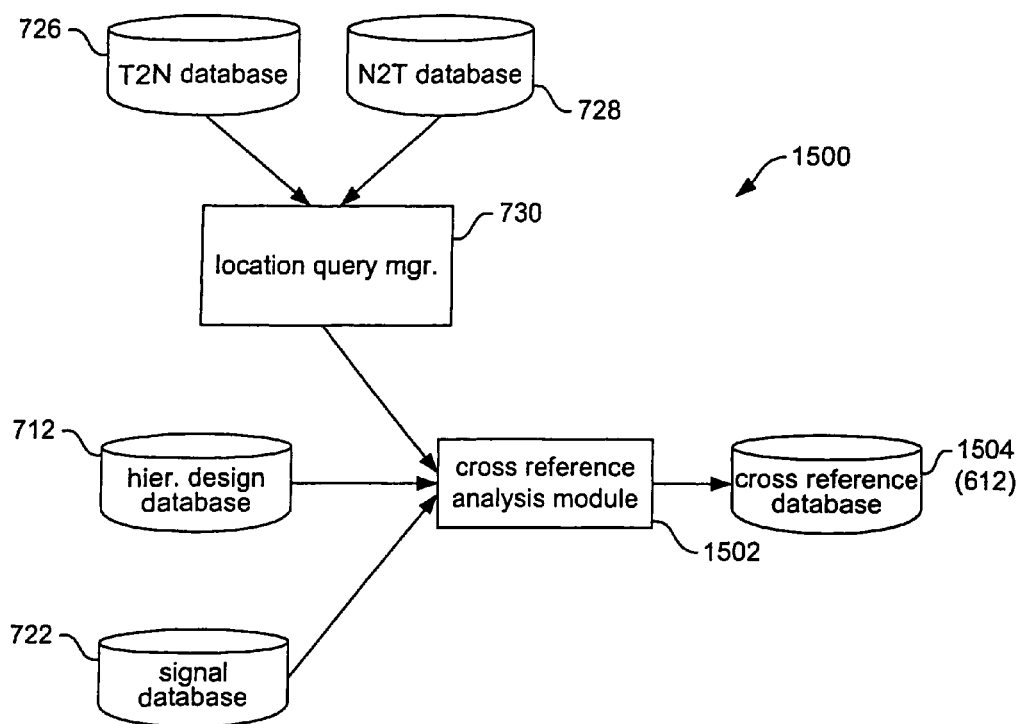 726
T2N database
N2T database
728
1500
730
location query mgr.
712
hier. design
database
cross reference
analysis module
1502
cross reference
database
1504
(612)
722
signal
database